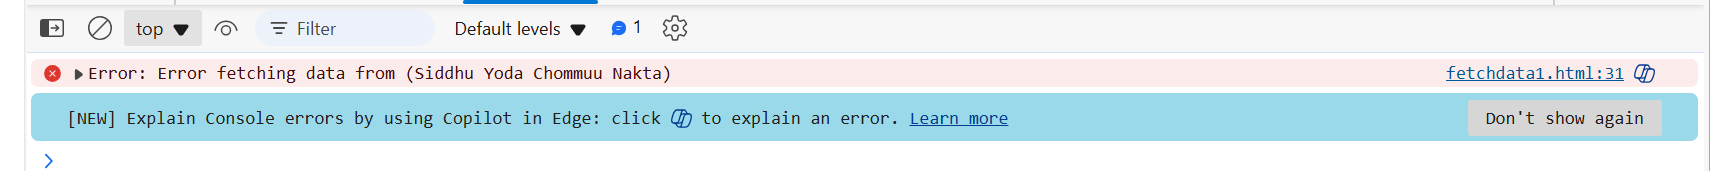 top Filter Default levels 1
Error: Error fetching data from (Siddhu Yoda Chommuu Nakta) fetchdata1.html:31
[NEW] Explain Console errors by using Copilot in Edge: click to explain an error. Learn more Don't show again